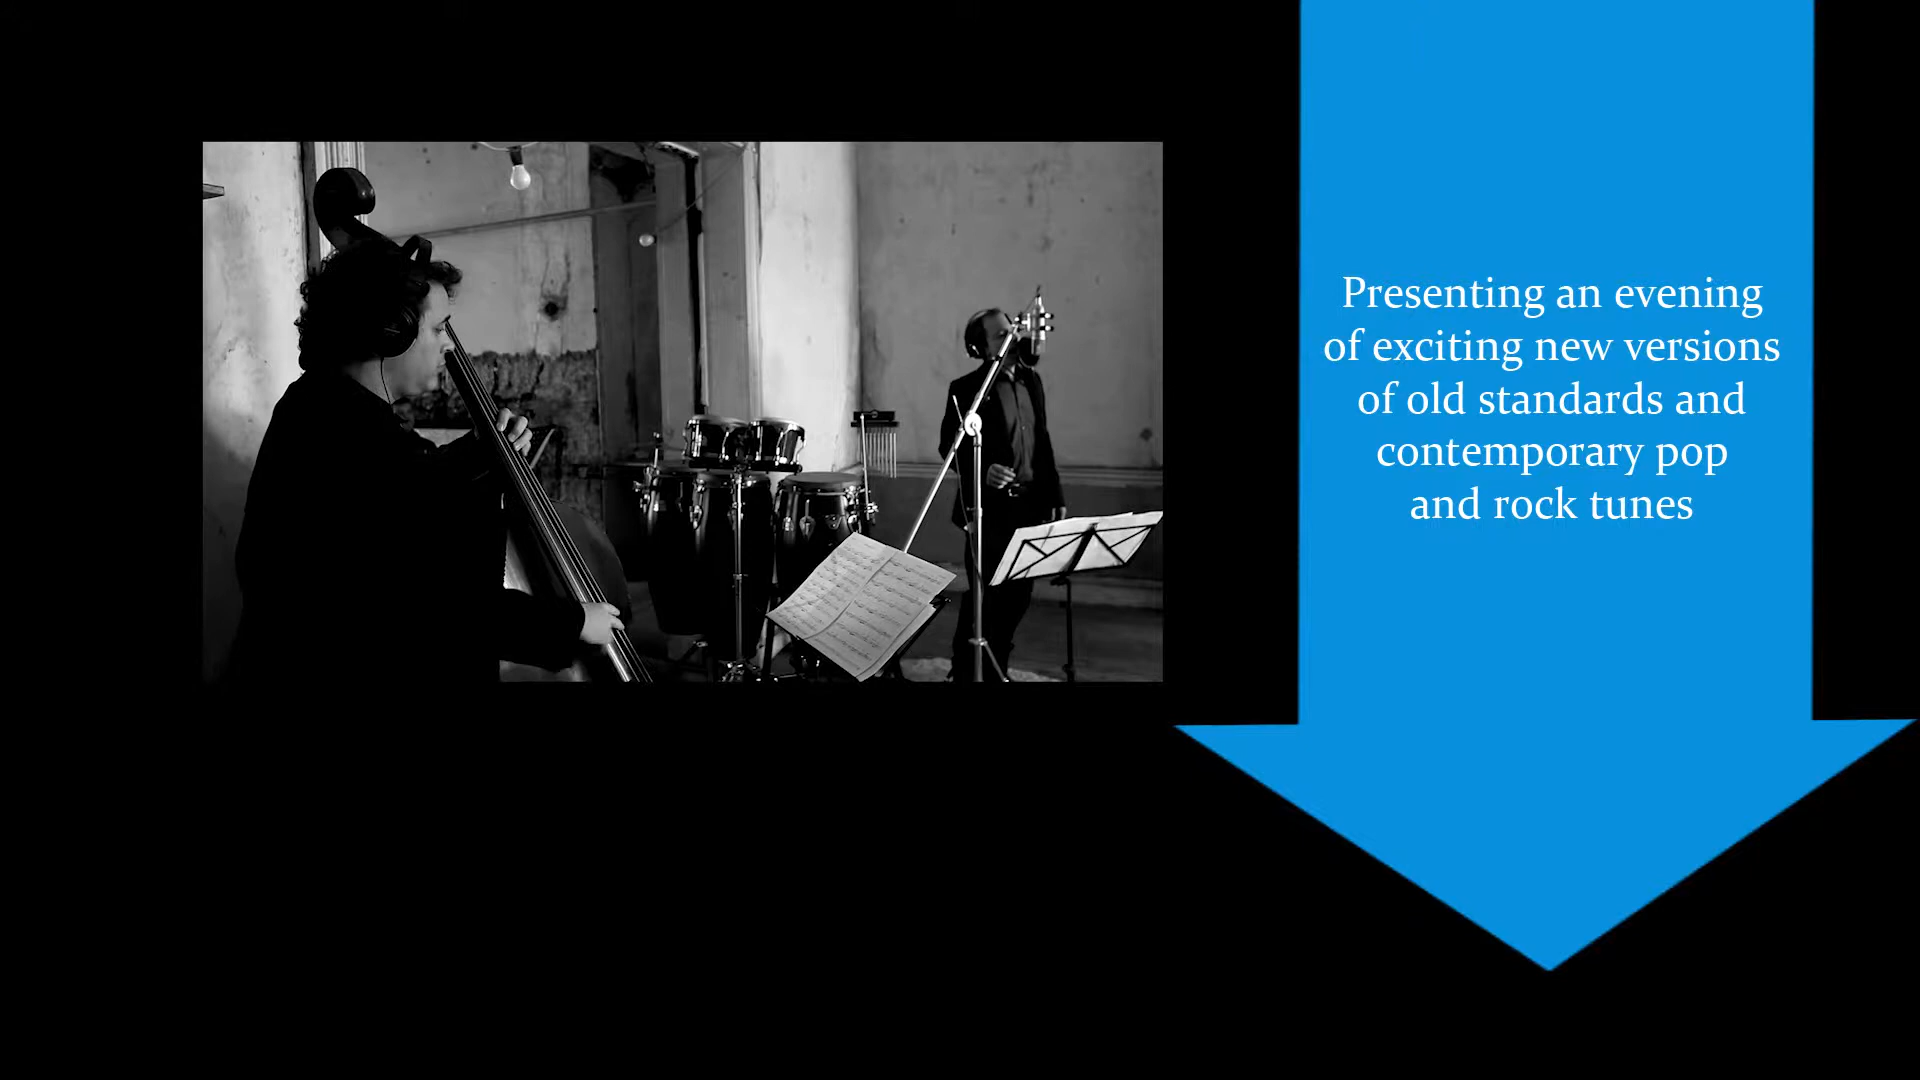 Presenting an evening
of exciting new versions
of old standards and
contemporary pop
and rock tunes